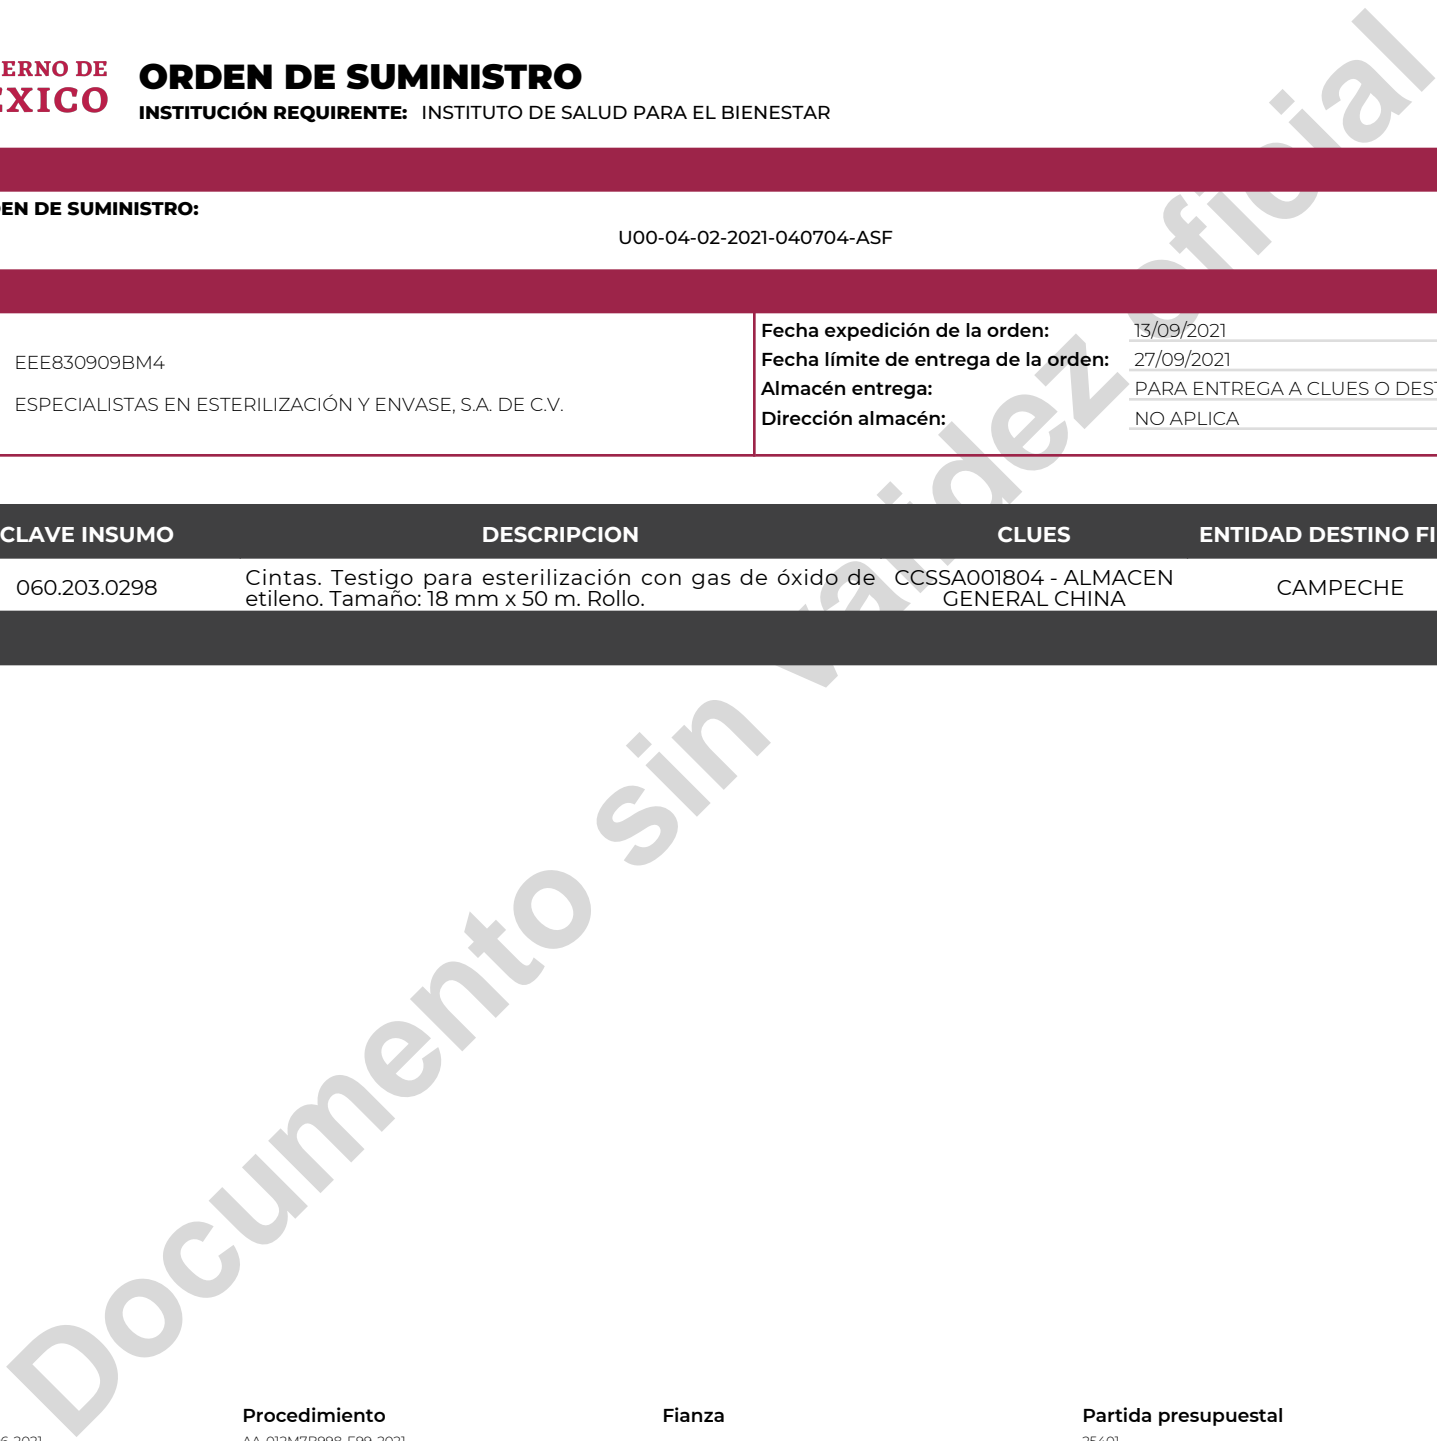 ERNO DE
ORDEN DE SUMINISTRO
XICO
INSTITUCIÓN REQUIRENTE: INSTITUTO DE SALUD PARA EL BIENESTAR
EN DE SUMINISTRO:
U00-04-02-2021-040704-ASF
EEE830909BM4
ESPECIALISTAS EN ESTERILIZACIÓN Y ENVASE, S.A. DE C.V.
Fecha expedición de la orden: 13/09/2021
Fecha límite de entrega de la orden: 27/09/2021
Almacén entrega: PARA ENTREGA A CLUES O DES
Dirección almacén: NO APLICA
CLAVE INSUMO DESCRIPCION CLUES ENTIDAD DESTINO FI
060.203.0298
Cintas. Testigo para esterilización con gas de óxido de
etileno. Tamaño: 18 mm x 50 m. Rollo.
CCSSA001804 - ALMACEN
GENERAL CHINA
CAMPECHE
Documento sin validez oficial
Procedimiento Fianza Partida presupuestal